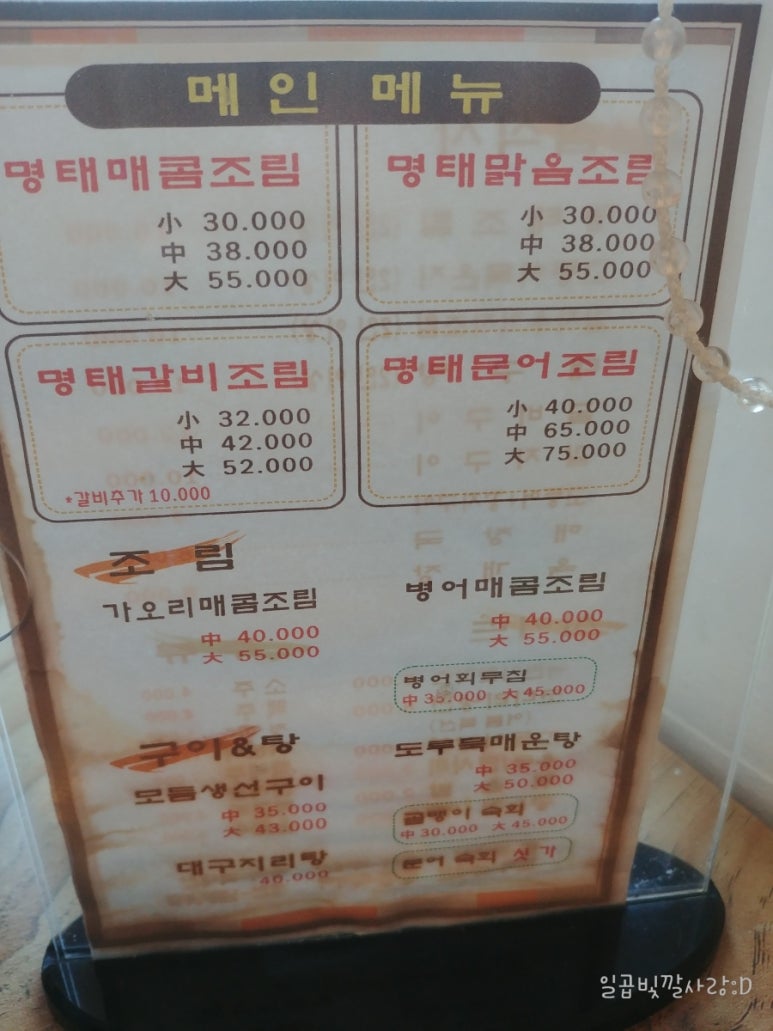 메인 메뉴
명태매콤조림
小 30.000
中 38.000
大 55.000
명태맑음조림
小 30.000
中 38.000
大 55.000
명태갈비조림
小 32.000
中 42.000
大 52.000
*갈비추가 10.000
명태문어조림
小 40.000
中 65.000
大 75.000
조림
가오리매콤조림
中 40.000
大 55.000
병어매콤조림
中 40.000
大 55.000
병어회무침
中 35.000 大 45.000
구이&탕
모듬생선구이
中 35.000
大 43.000
대구지리탕
40.000
도루묵매운탕
中 35.000
大 50.000
골뱅이 숙회
中 30.000 大 45.000
문어 숙회 싯가
일곱빛깔사랑:D